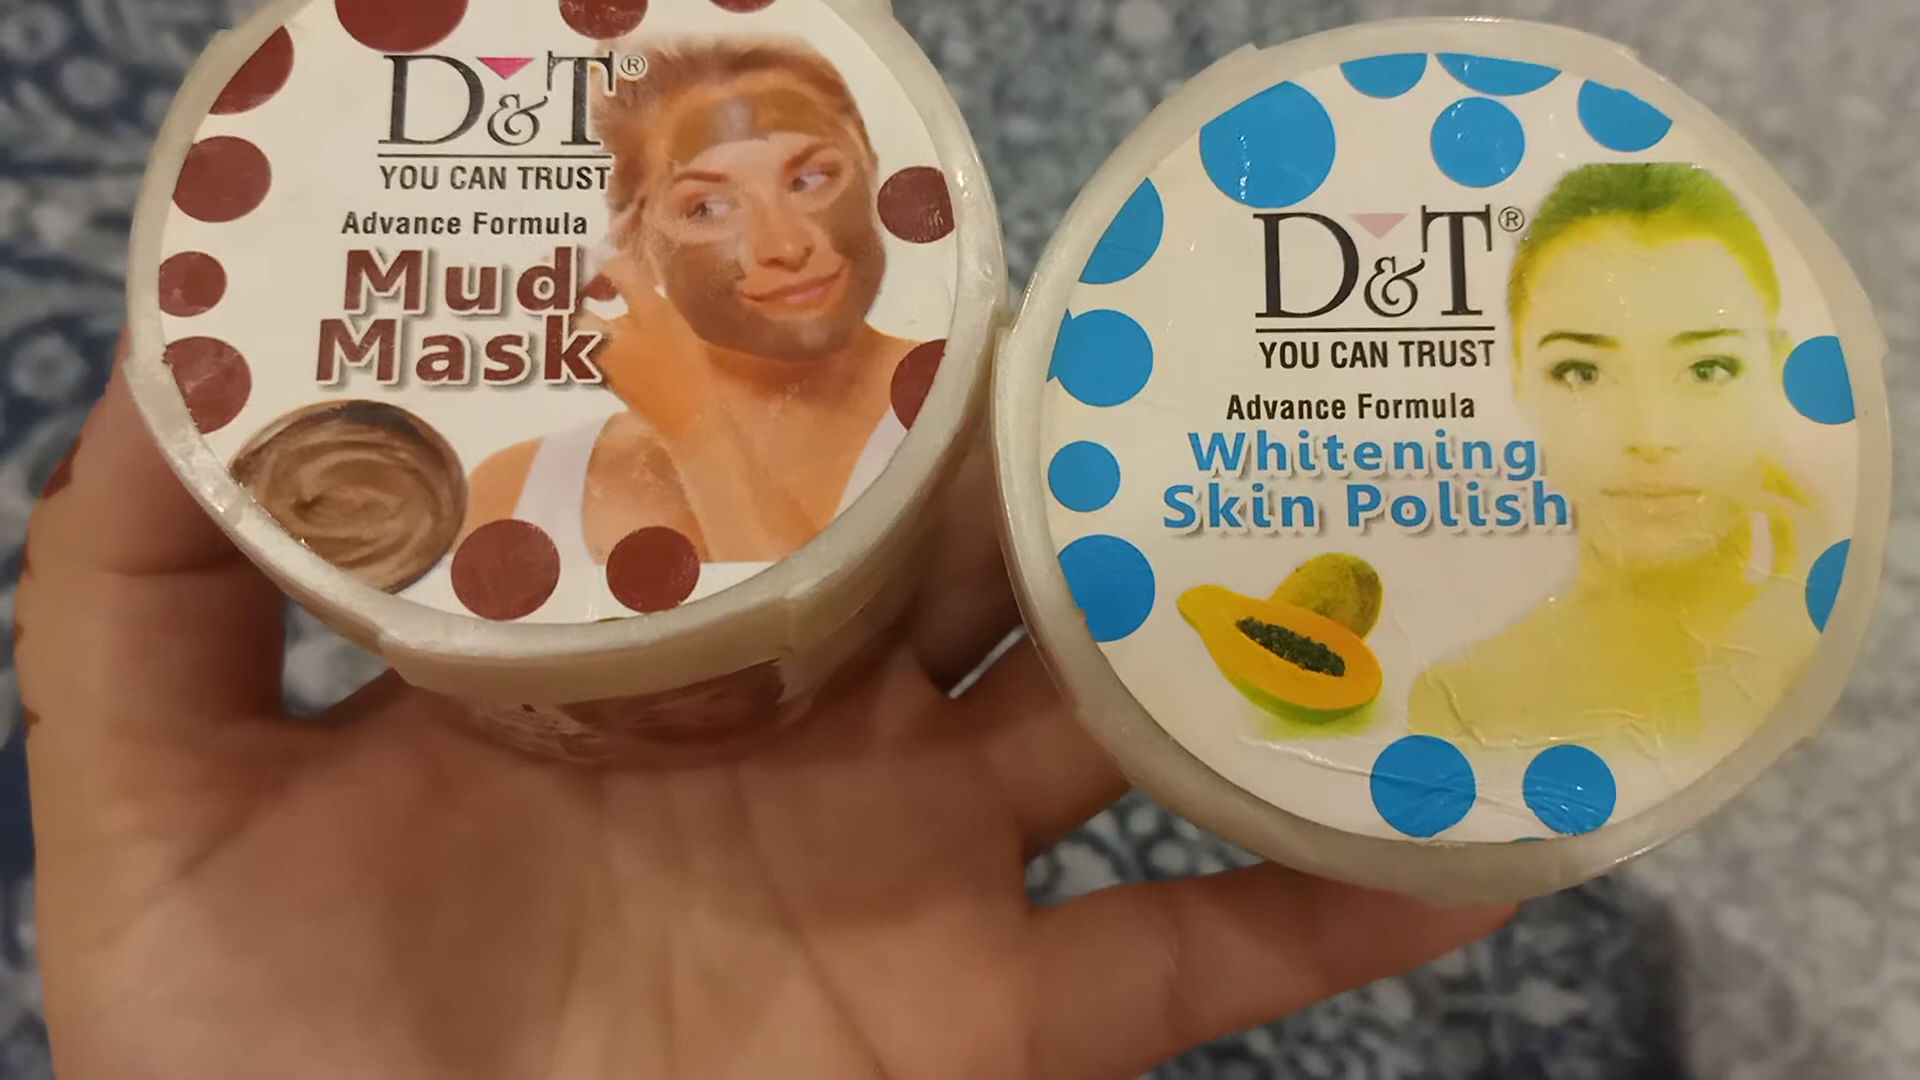 D&T®
YOU CAN TRUST
Advance Formula
Mud
Mask
D&T®
YOU CAN TRUST
Advance Formula
Whitening
Skin Polish